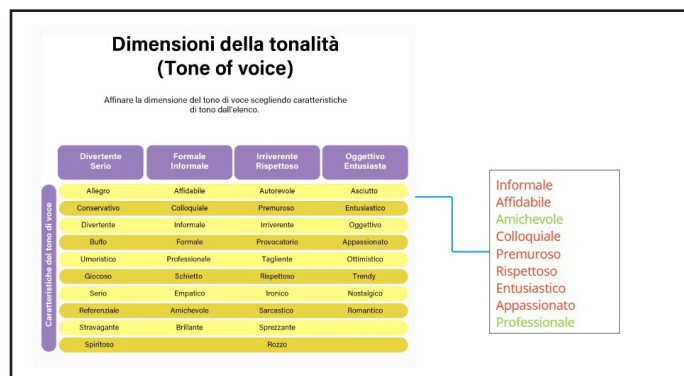 Dimensioni della tonalità
(Tone of voice)
Affinare la dimensione del tono di voce scegliendo caratteristiche
di tono dall'elenco.
Divertente Formale Irriverente Oggettivo
Serio Informale Rispettoso Entusiasta
Caratteristiche del tono di voce
Allegro Affidabile Autorevole Asciutto
Conservativo Colloquiale Premuroso Entusiastico
Divertente Informale Irriverente Oggettivo
Buffo Formale Provocatorio Appassionato
Umoristico Professionale Tagliente Ottimistico
Giocoso Schietto Rispettoso Trendy
Serio Empatico Ironico Nostalgico
Referenziale Amichevole Sarcastico Romantico
Stravagante Brillante Sprezzante
Spiritoso Rozzo
Informale
Affidabile
Amichevole
Colloquiale
Premuroso
Rispettoso
Entusiastico
Appassionato
Professionale